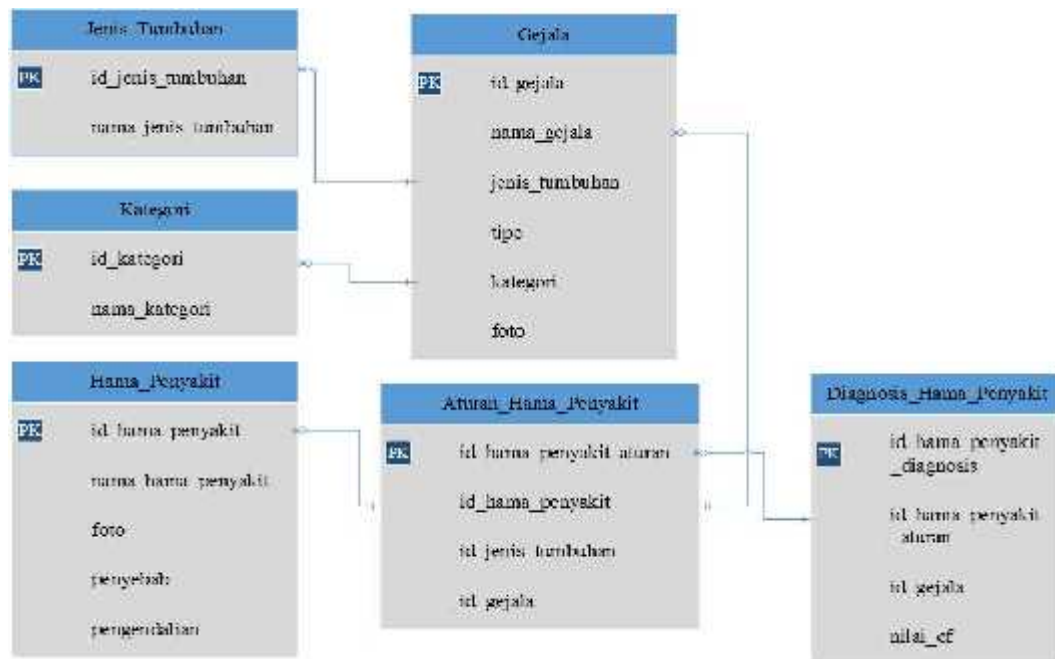 Jenis_Tumbuhan
PK
id_jenis_tumbuhan
nama_jenis_tumbuhan
Gejala
PK
id_gejala
nama_gejala
jenis_tumbuhan
tipe
kategori
foto
Kategori
PK
id_kategori
nama_kategori
Hama_Penyakit
PK
id_hama_penyakit
nama_hama_penyakit
foto
penyebab
pengendalian
Aturan_Hama_Penyakit
PK
id_hama_penyakit_aturan
id_hama_penyakit
id_jenis_tumbuhan
id_gejala
Diagnosis_Hama_Penyakit
PK
id_hama_penyakit
_diagnosis
id_hama_penyakit
_aturan
id_gejala
nilai_cf